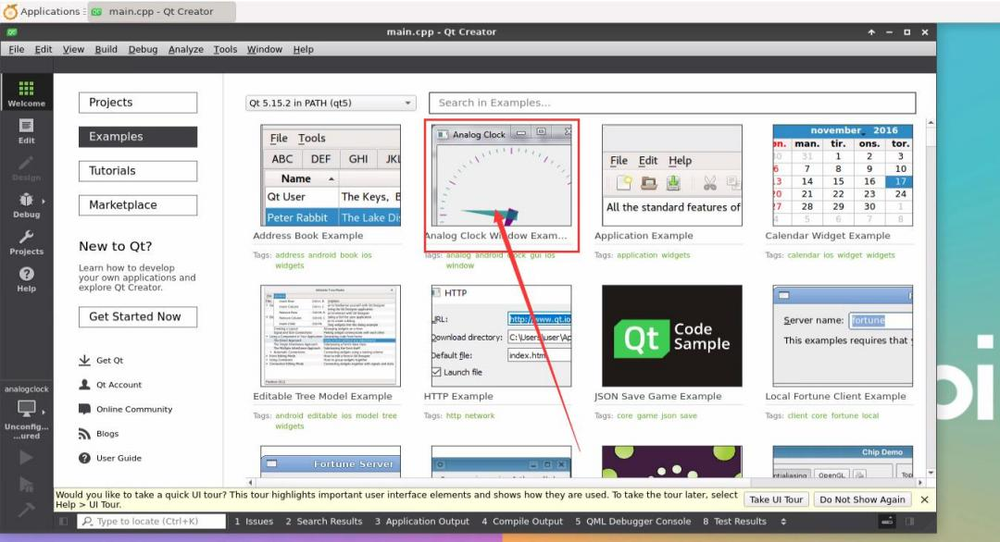 Applications
main.cpp - Qt Creator
main.cpp - Qt Creator
File Edit View Build Debug Analyze Tools Window Help
Welcome
Edit
Design
Debug
Projects
Help
analogclock
Unconfig...
...ured
Projects
Examples
Tutorials
Marketplace
New to Qt?
Learn how to develop
your own applications and
explore Qt Creator.
Get Started Now
Get Qt
Qt Account
Online Community
Blogs
User Guide
Qt 5.15.2 in PATH (qt5)
Search in Examples...
File Tools
ABC DEF GHI JKL
Name
Qt User The Keys, B
Peter Rabbit The Lake Dis
Address Book Example
Tags: address android book ios
widgets
Analog Clock
Analog Clock Window Exam...
Tags: analog android clock gui ios
window
File Edit Help
All the standard features of
Application Example
Tags: application widgets
november 2016
man. tir. ons. tor.
31 1 2 3
7 8 9 10
14 15 16 17
21 22 23 24
28 29 30 1
5 6 7 8
Calendar Widget Example
Tags: calendar ios widget widgets
Editable Tree Model Example
Tags: android editable ios model tree
widgets
HTTP
URL: http://www.qt.io
Download directory: C:\Users\user\Ap
Default file: index.html
Launch file
HTTP Example
Tags: http network
Qt Code
Sample
JSON Save Game Example
Tags: core game json save
Server name: fortune
This examples requires that
Local Fortune Client Example
Tags: client core fortune local
Fortune Server
Chip Demo
OpenGL
Would you like to take a quick UI tour? This tour highlights important user interface elements and shows how they are used. To take the tour later, select
Help > UI Tour.
Take UI Tour
Do Not Show Again
Type to locate (Ctrl+K)
1 Issues 2 Search Results 3 Application Output 4 Compile Output 5 QML Debugger Console 8 Test Results